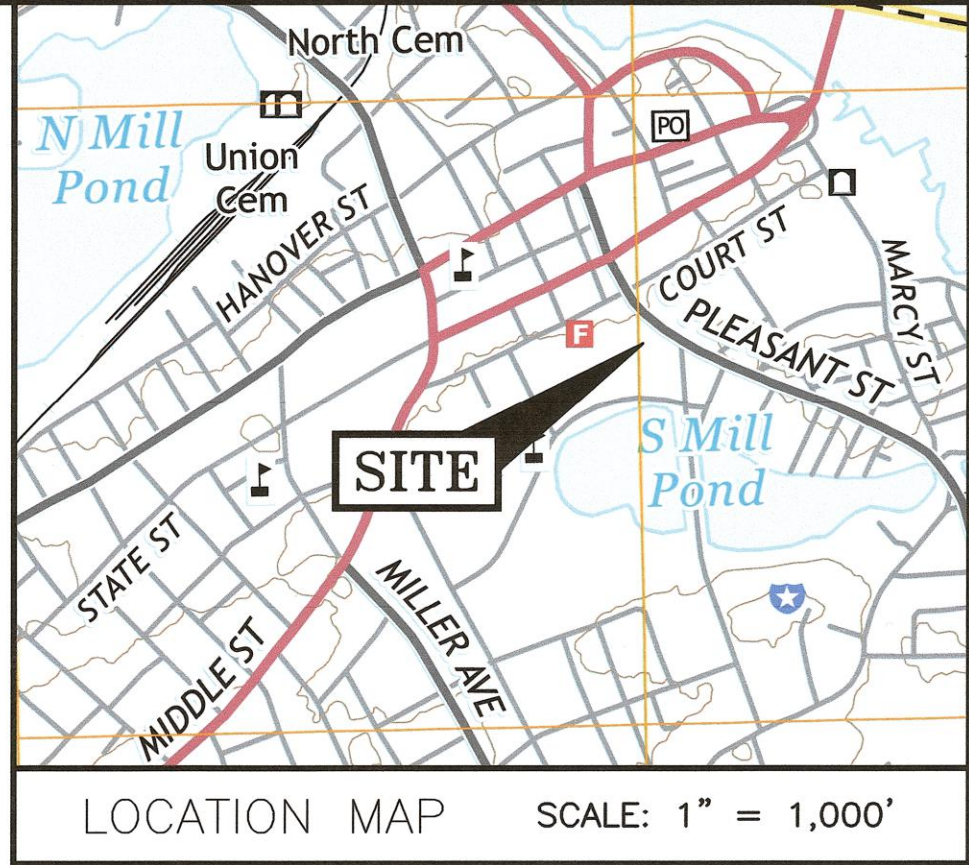 North Cem
N Mill
Pond
PO
Union
Cem
HANOVER ST
COURT ST
MARCY ST
PLEASANT ST
F
SITE
S Mill
Pond
STATE ST
MILLER AVE
MIDDLE ST
LOCATION MAP SCALE: 1" = 1,000'